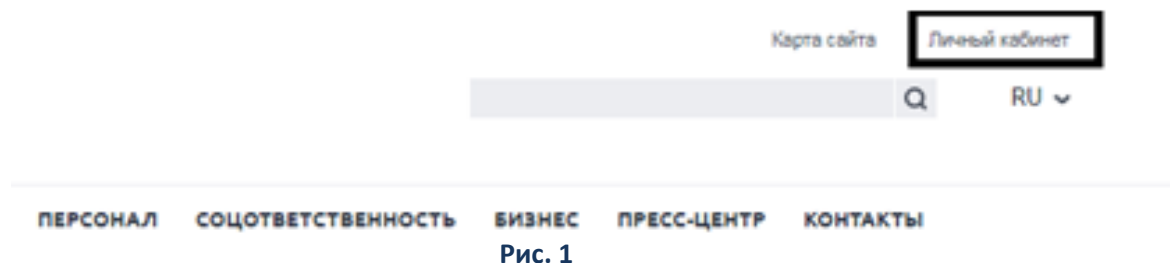 Карта сайта Личный кабинет
RU
ПЕРСОНАЛ СОЦОТВЕТСТВЕННОСТЬ БИЗНЕС ПРЕСС-ЦЕНТР КОНТАКТЫ
Рис. 1